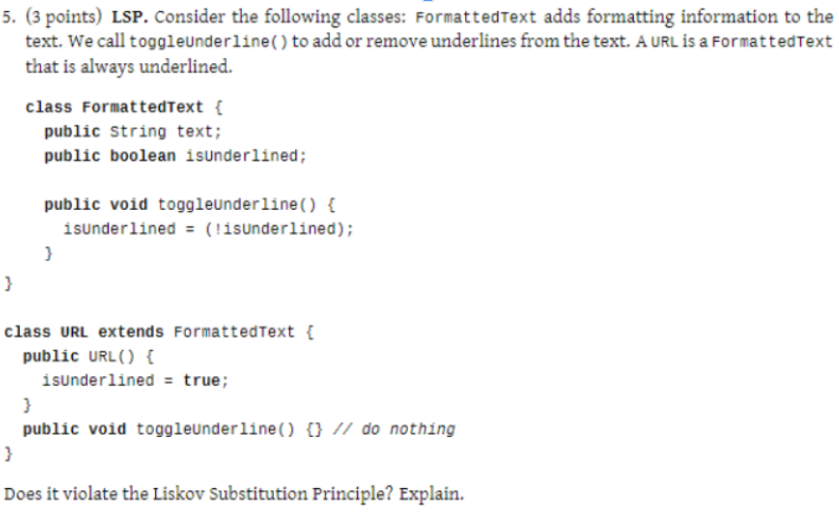 5. (3 points) LSP. Consider the following classes: FormattedText adds formatting information to the
text. We call toggleUnderline() to add or remove underlines from the text. A URL is a FormattedText
that is always underlined.
class FormattedText {
public String text;
public boolean isUnderlined;
public void toggleUnderline() {
isUnderlined = (!isUnderlined);
}
}
class URL extends FormattedText {
public URL() {
isUnderlined = true;
}
public void toggleUnderline() {} // do nothing
}
Does it violate the Liskov Substitution Principle? Explain.